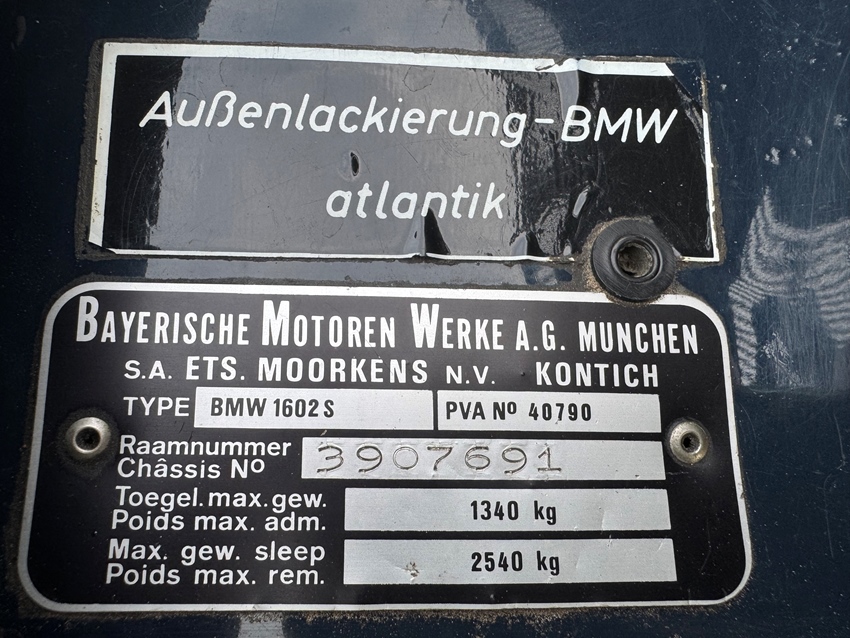 Außenlackierung-BMW
atlantik
BAYERISCHE MOTOREN WERKE A.G. MUNCHEN
S.A. ETS. MOORKENS N.V. KONTICH
TYPE BMW 1602 S PVA Nº 40790
Raamnummer
Châssis Nº 3907691
Toegel. max. gew.
Poids max. adm. 1340 kg
Max. gew. sleep
Poids max. rem. 2540 kg